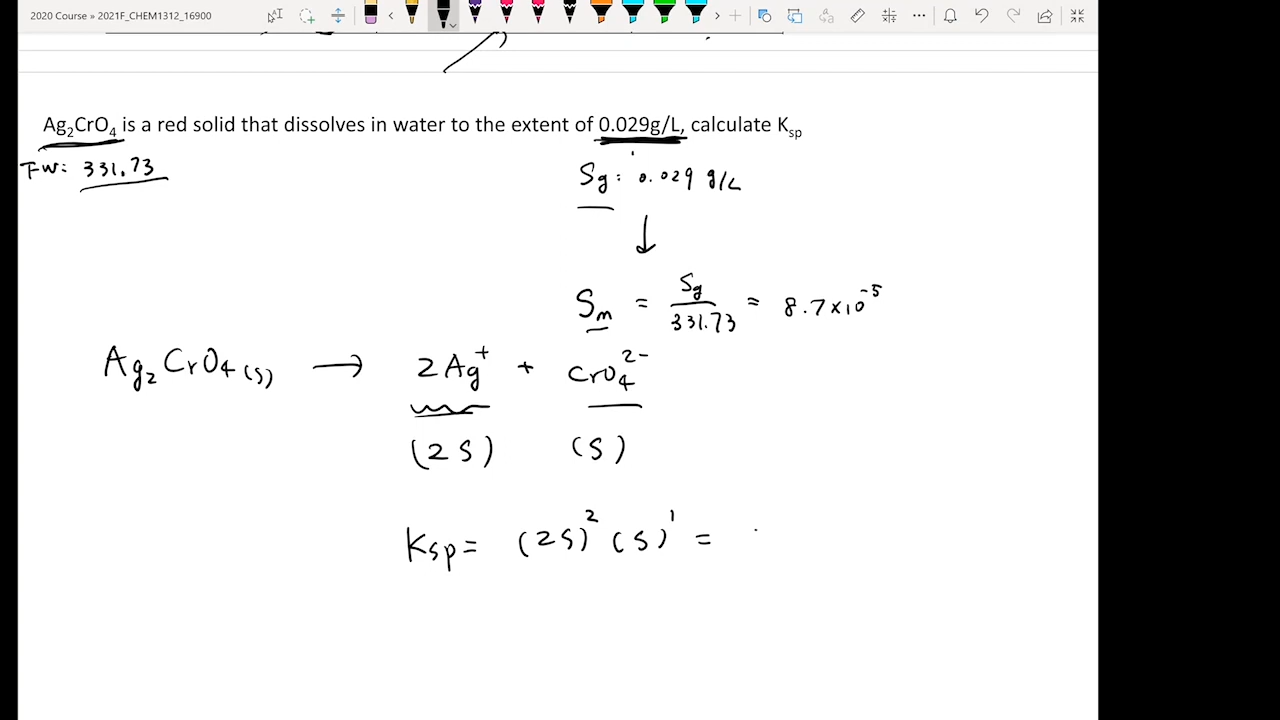 2020 Course » 2021F_CHEM1312_16900
Ag₂CrO₄ is a red solid that dissolves in water to the extent of 0.029g/L, calculate Kₛₚ
FW: 331.73
Sg: 0.029 g/L
Sm = Sg/331.73 = 8.7×10⁻⁵
Ag₂CrO₄(s) → 2Ag⁺ + CrO₄²⁻
(2S) (S)
Ksp = (2S)² (S)¹ =